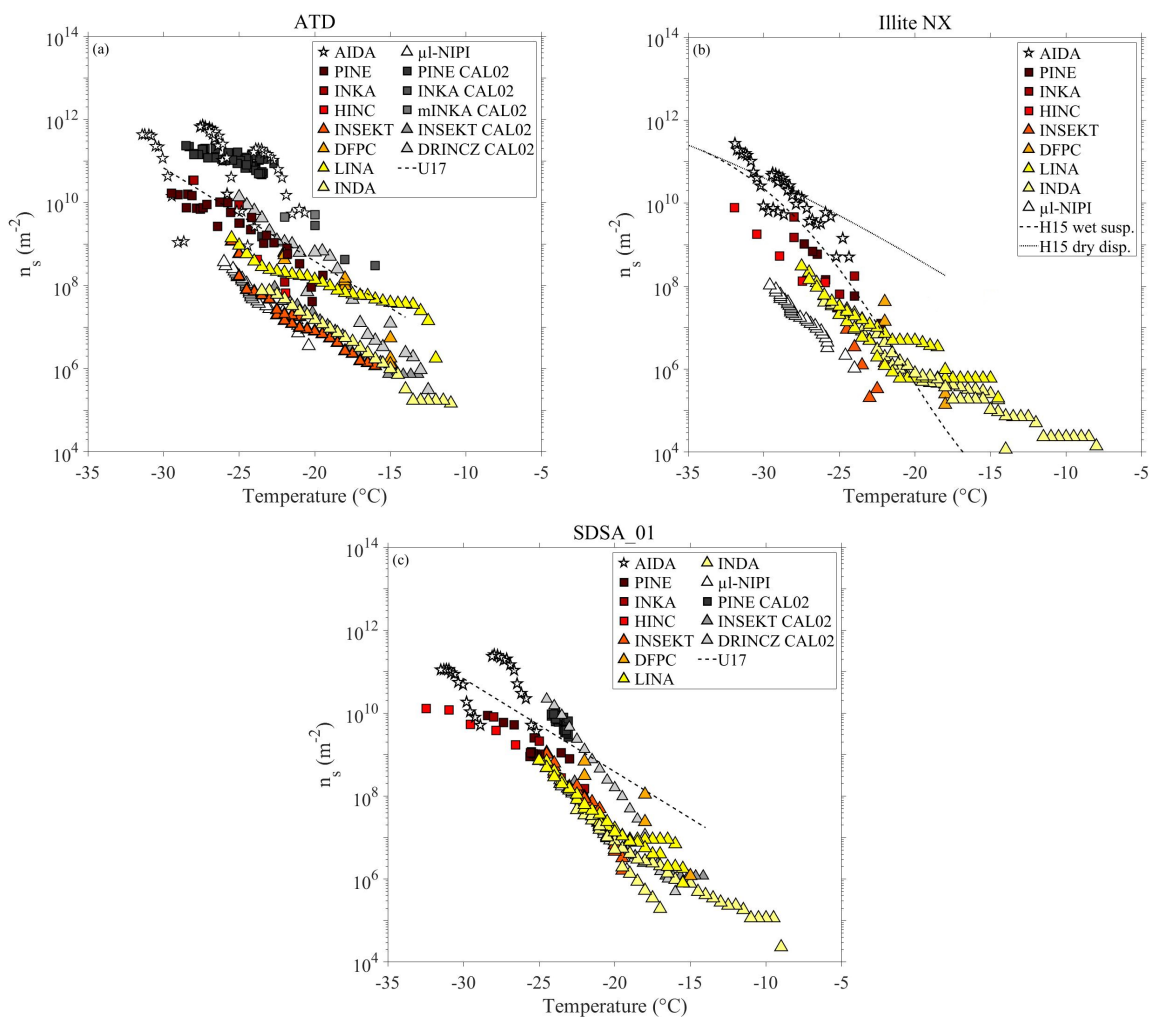 ATD
(a)
AIDA
PINE
INKA
HINC
INSEKT
DFPC
LINA
INDA
µl-NIPI
PINE CAL02
INKA CAL02
mINKA CAL02
INSEKT CAL02
DRINCZ CAL02
U17
10^14
10^12
10^10
10^8
10^6
10^4
n_s (m^-2)
-35 -30 -25 -20 -15 -10 -5
Temperature (°C)
Illite NX
(b)
AIDA
PINE
INKA
HINC
INSEKT
DFPC
LINA
INDA
µl-NIPI
H15 wet susp.
H15 dry disp.
10^14
10^12
10^10
10^8
10^6
10^4
n_s (m^-2)
-35 -30 -25 -20 -15 -10 -5
Temperature (°C)
SDSA_01
(c)
AIDA
PINE
INKA
HINC
INSEKT
DFPC
LINA
INDA
µl-NIPI
PINE CAL02
INSEKT CAL02
DRINCZ CAL02
U17
10^14
10^12
10^10
10^8
10^6
10^4
n_s (m^-2)
-35 -30 -25 -20 -15 -10 -5
Temperature (°C)